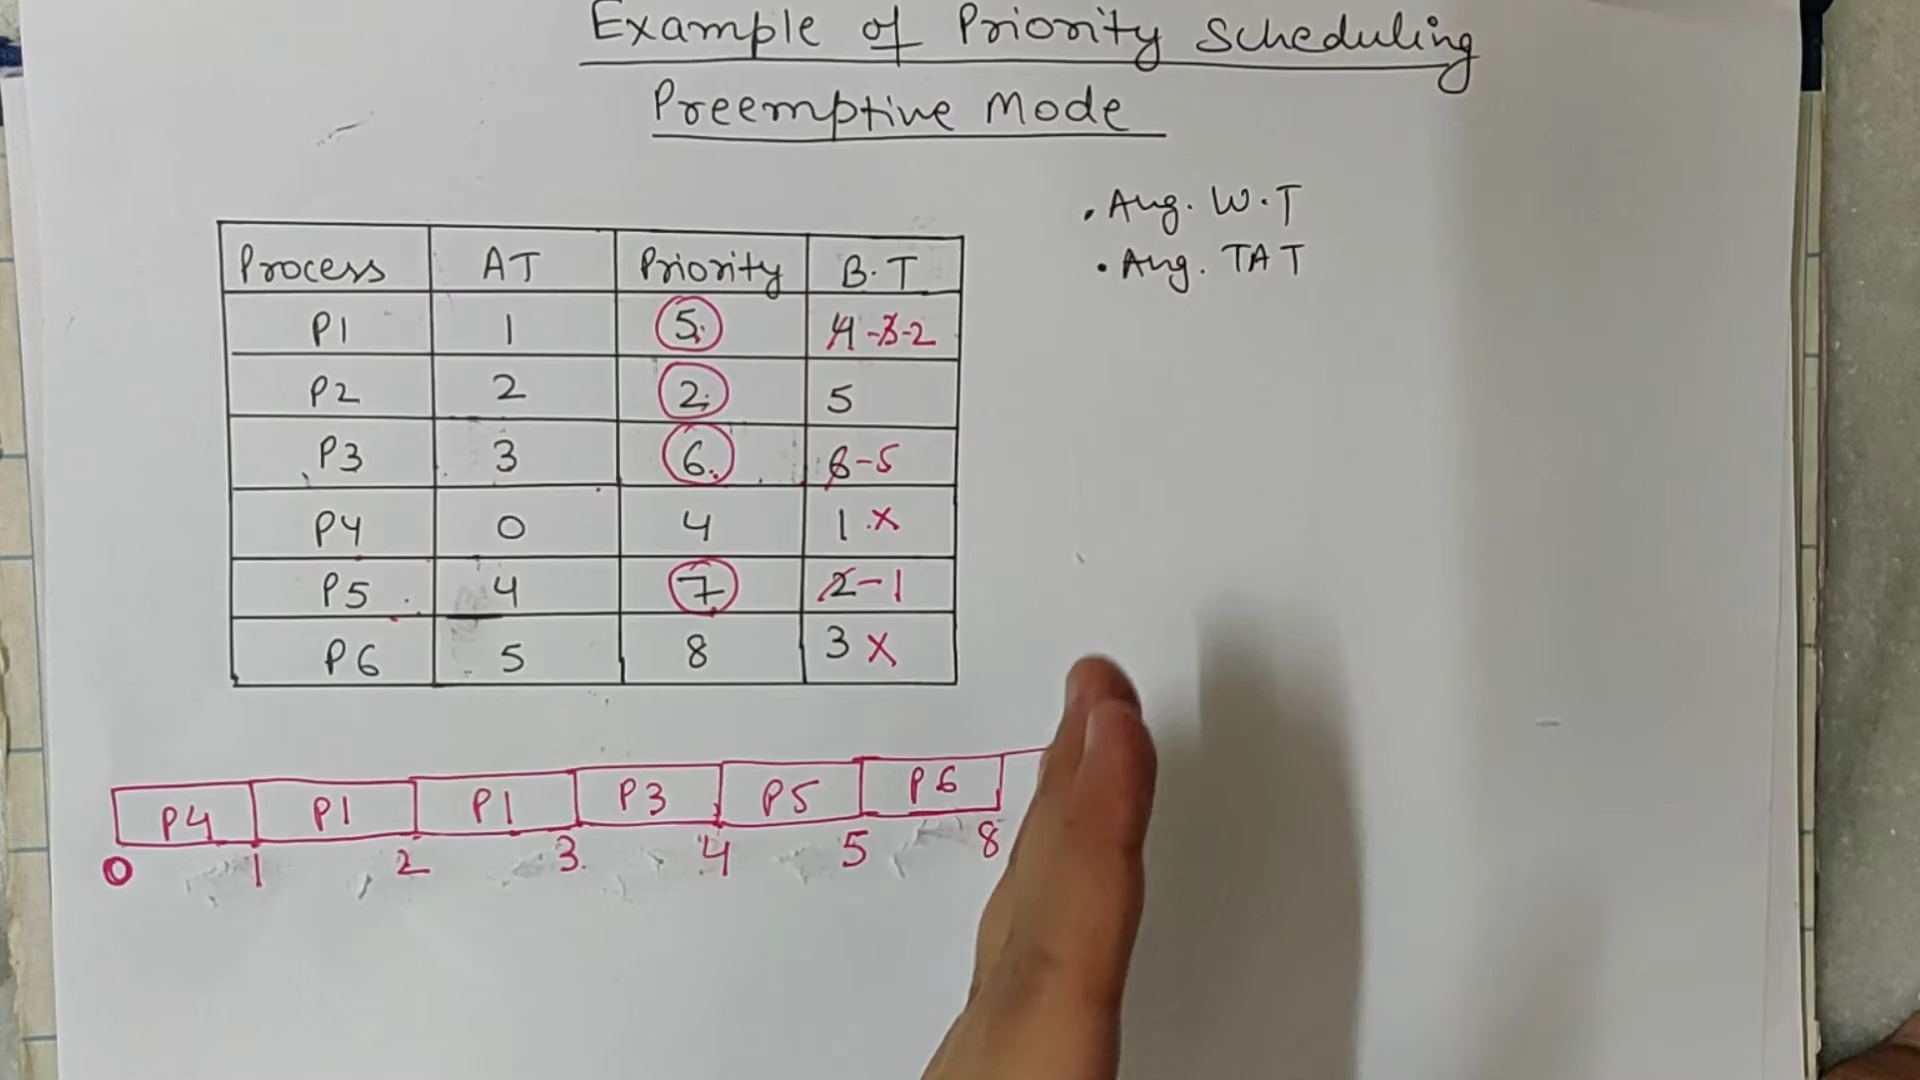 Example of Priority Scheduling
Preemptive Mode
. Avg. W.T
. Avg. TAT
Process AT Priority B.T
P1 1 5. 4-3-2
P2 2 2. 5
P3 3 6. 6-5
P4 0 4 1 x
P5 4 7 2-1
P6 5 8 3 x
P4 P1 P1 P3 P5 P6
0 1 2 3 4 5 8